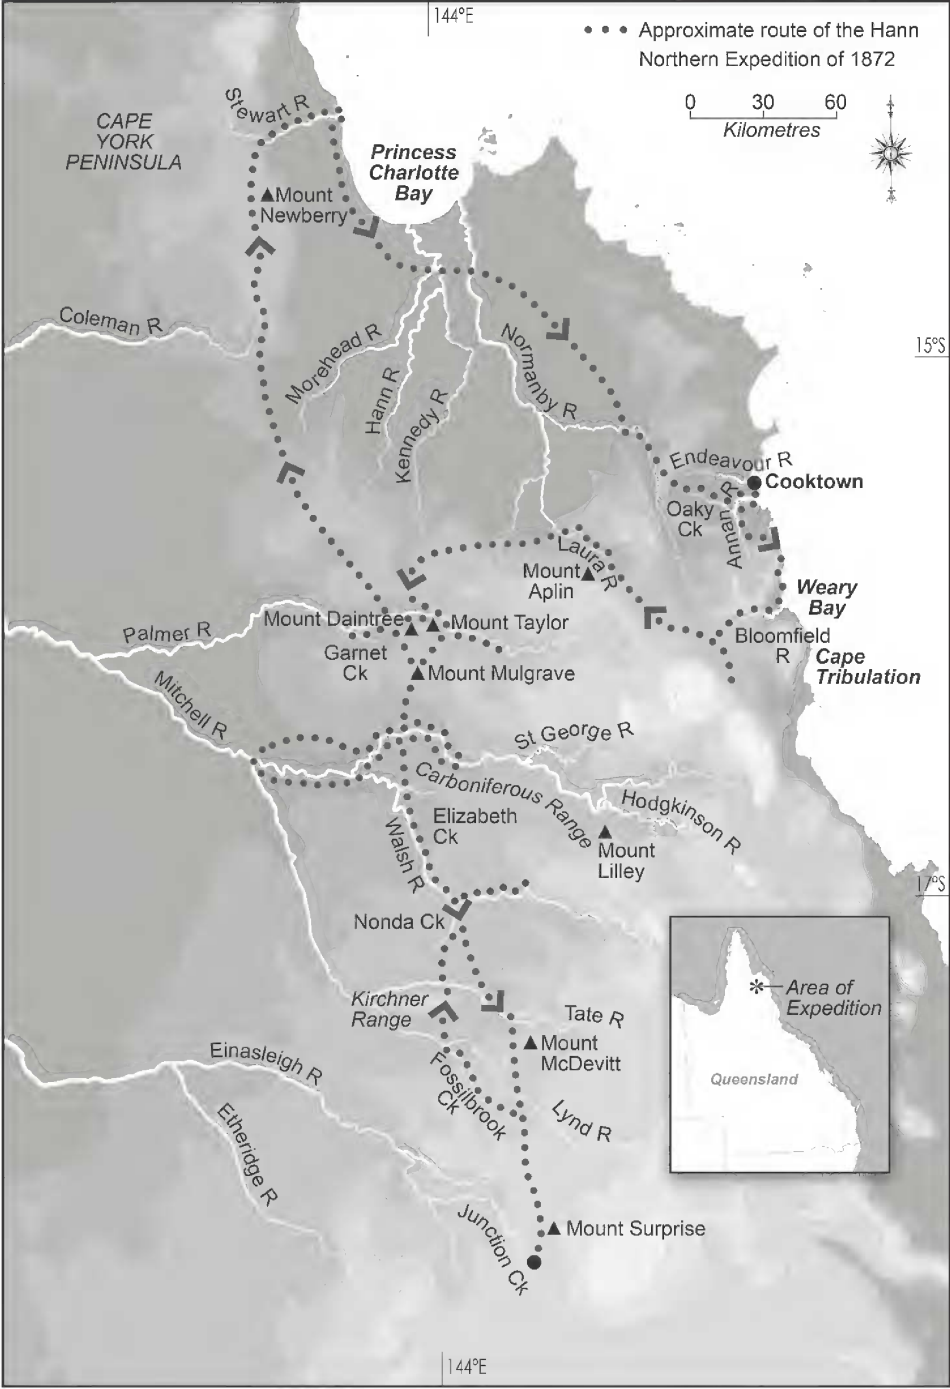 144ºE
Approximate route of the Hann
Northern Expedition of 1872
0 30 60
Kilometres
CAPE
YORK
PENINSULA
Stewart R
Princess
Charlotte
Bay
Mount
Newberry
Coleman R
Morehead R
Hann R
Kennedy R
Normanby R
15ºS
Endeavour R
Cooktown
Oaky
Ck
Annan R
Laura R
Mount
Aplin
Weary
Bay
Bloomfield
R
Cape
Tribulation
Mount Daintree
Mount Taylor
Garnet
Ck
Mount Mulgrave
Palmer R
Mitchell R
St George R
Carboniferous Range
Hodgkinson R
Elizabeth
Ck
Walsh R
Mount
Lilley
17ºS
Nonda Ck
Kirchner
Range
Tate R
Mount
McDevitt
Fossilbrook
Ck
Lynd R
Einasleigh R
Etheridge R
Junction Ck
Mount Surprise
Area of
Expedition
Queensland
144ºE